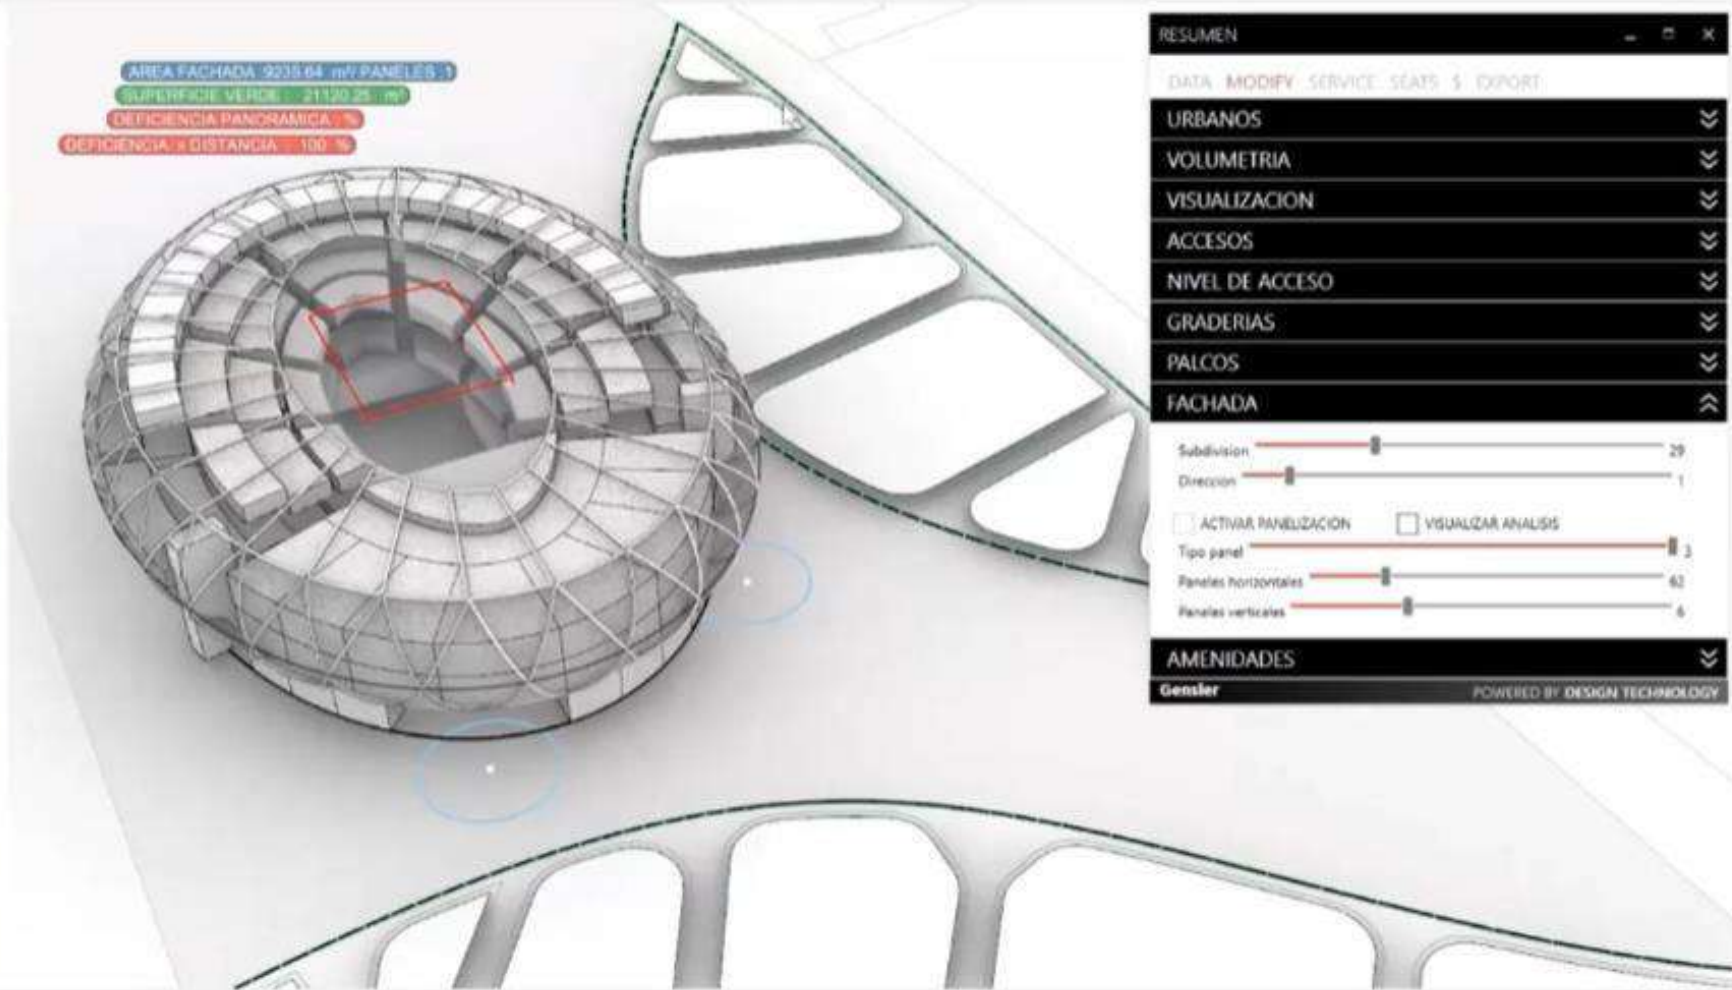 AREA FACHADA 9235.64 m²/ PANELES 1
SUPERFICIE VERDE 21120.25 m²
DEFICIENCIA PANORAMICA %
DEFICIENCIA x DISTANCIA 100 %
RESUMEN
DATA MODIFY SERVICE SEATS $ EXPORT
URBANOS
VOLUMETRIA
VISUALIZACION
ACCESOS
NIVEL DE ACCESO
GRADERIAS
PALCOS
FACHADA
Subdivision 29
Direccion 1
ACTIVAR PANELIZACION VISUALIZAR ANALISIS
Tipo panel 3
Paneles horizontales 62
Paneles verticales 6
AMENIDADES
Gensler POWERED BY DESIGN TECHNOLOGY